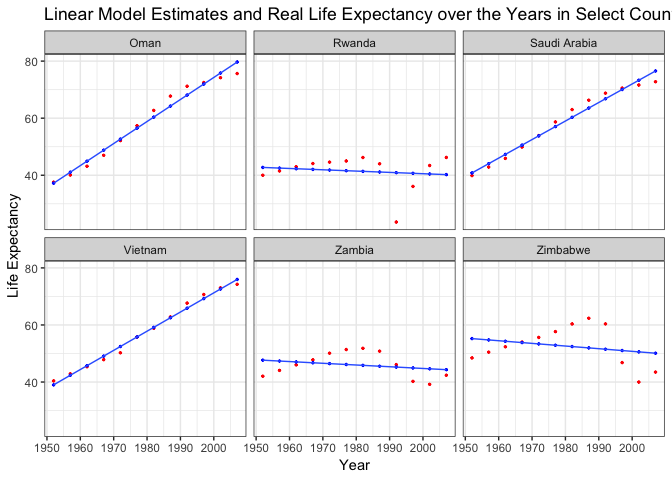 Linear Model Estimates and Real Life Expectancy over the Years in Select Coun
Oman Rwanda Saudi Arabia
80
60
40
Vietnam Zambia Zimbabwe
80
60
40
1950 1960 1970 1980 1990 2000 1950 1960 1970 1980 1990 2000 1950 1960 1970 1980 1990 2000
Life Expectancy
Year